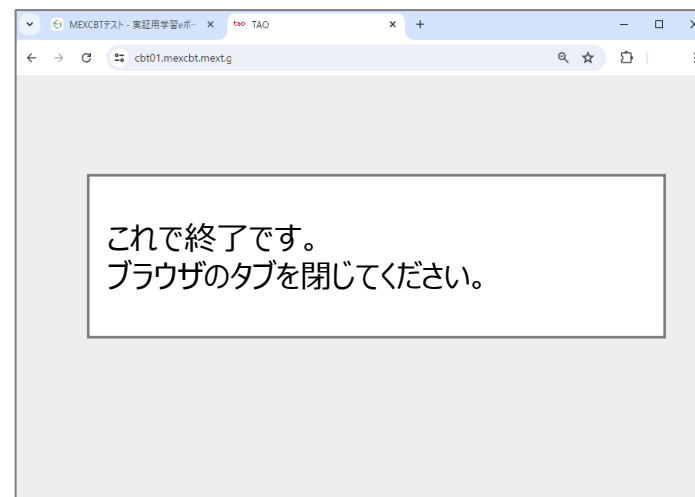 MEXCBTテスト - 実証用学習eポー
tao TAO
cbt01.mexcbt.mext.g
これで終了です。
ブラウザのタブを閉じてください。